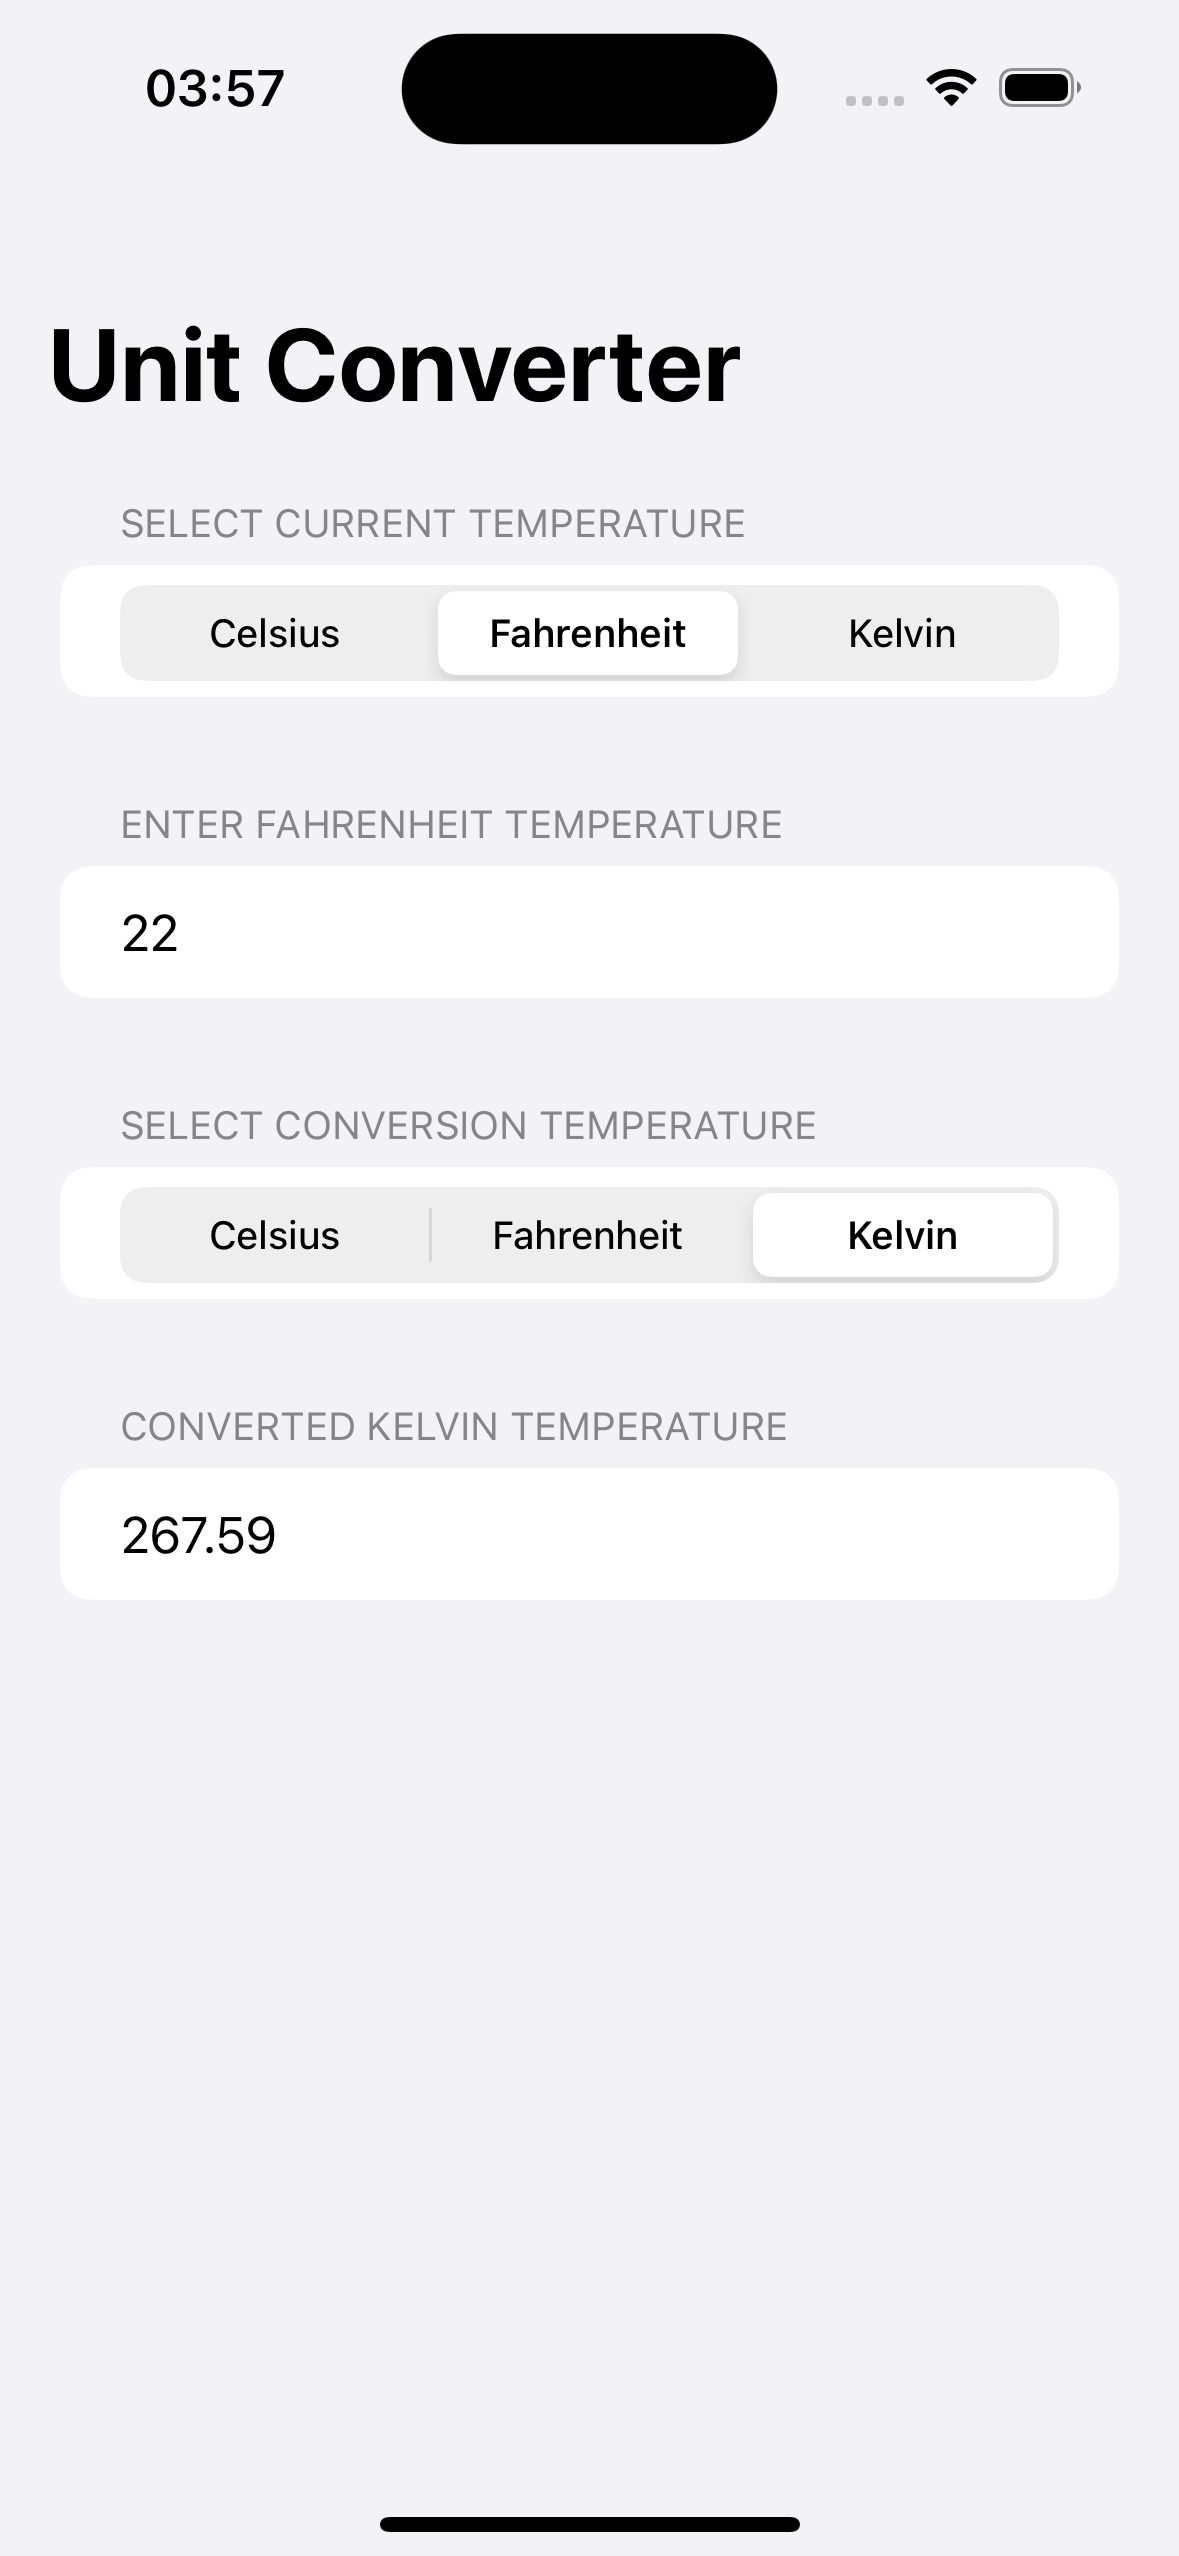 03:57
Unit Converter
SELECT CURRENT TEMPERATURE
Celsius Fahrenheit Kelvin
ENTER FAHRENHEIT TEMPERATURE
22
SELECT CONVERSION TEMPERATURE
Celsius Fahrenheit Kelvin
CONVERTED KELVIN TEMPERATURE
267.59